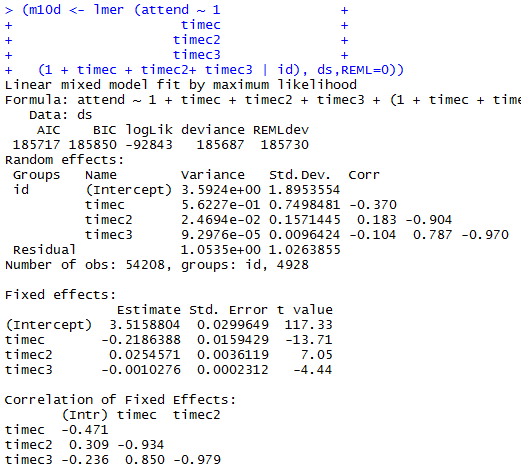 > (m10d <- lmer (attend ~ 1 +
+ timec +
+ timec2 +
+ timec3 +
+ (1 + timec + timec2+ timec3 | id), ds,REML=0))
Linear mixed model fit by maximum likelihood
Formula: attend ~ 1 + timec + timec2 + timec3 + (1 + timec + time
Data: ds
AIC BIC logLik deviance REMLdev
185717 185850 -92843 185687 185730
Random effects:
Groups Name Variance Std.Dev. Corr
id (Intercept) 3.5924e+00 1.8953554
timec 5.6227e-01 0.7498481 -0.370
timec2 2.4694e-02 0.1571445 0.183 -0.904
timec3 9.2976e-05 0.0096424 -0.104 0.787 -0.970
Residual 1.0535e+00 1.0263855
Number of obs: 54208, groups: id, 4928
Fixed effects:
Estimate Std. Error t value
(Intercept) 3.5158804 0.0299649 117.33
timec -0.2186388 0.0159429 -13.71
timec2 0.0254571 0.0036119 7.05
timec3 -0.0010276 0.0002312 -4.44
Correlation of Fixed Effects:
(Intr) timec timec2
timec -0.471
timec2 0.309 -0.934
timec3 -0.236 0.850 -0.979